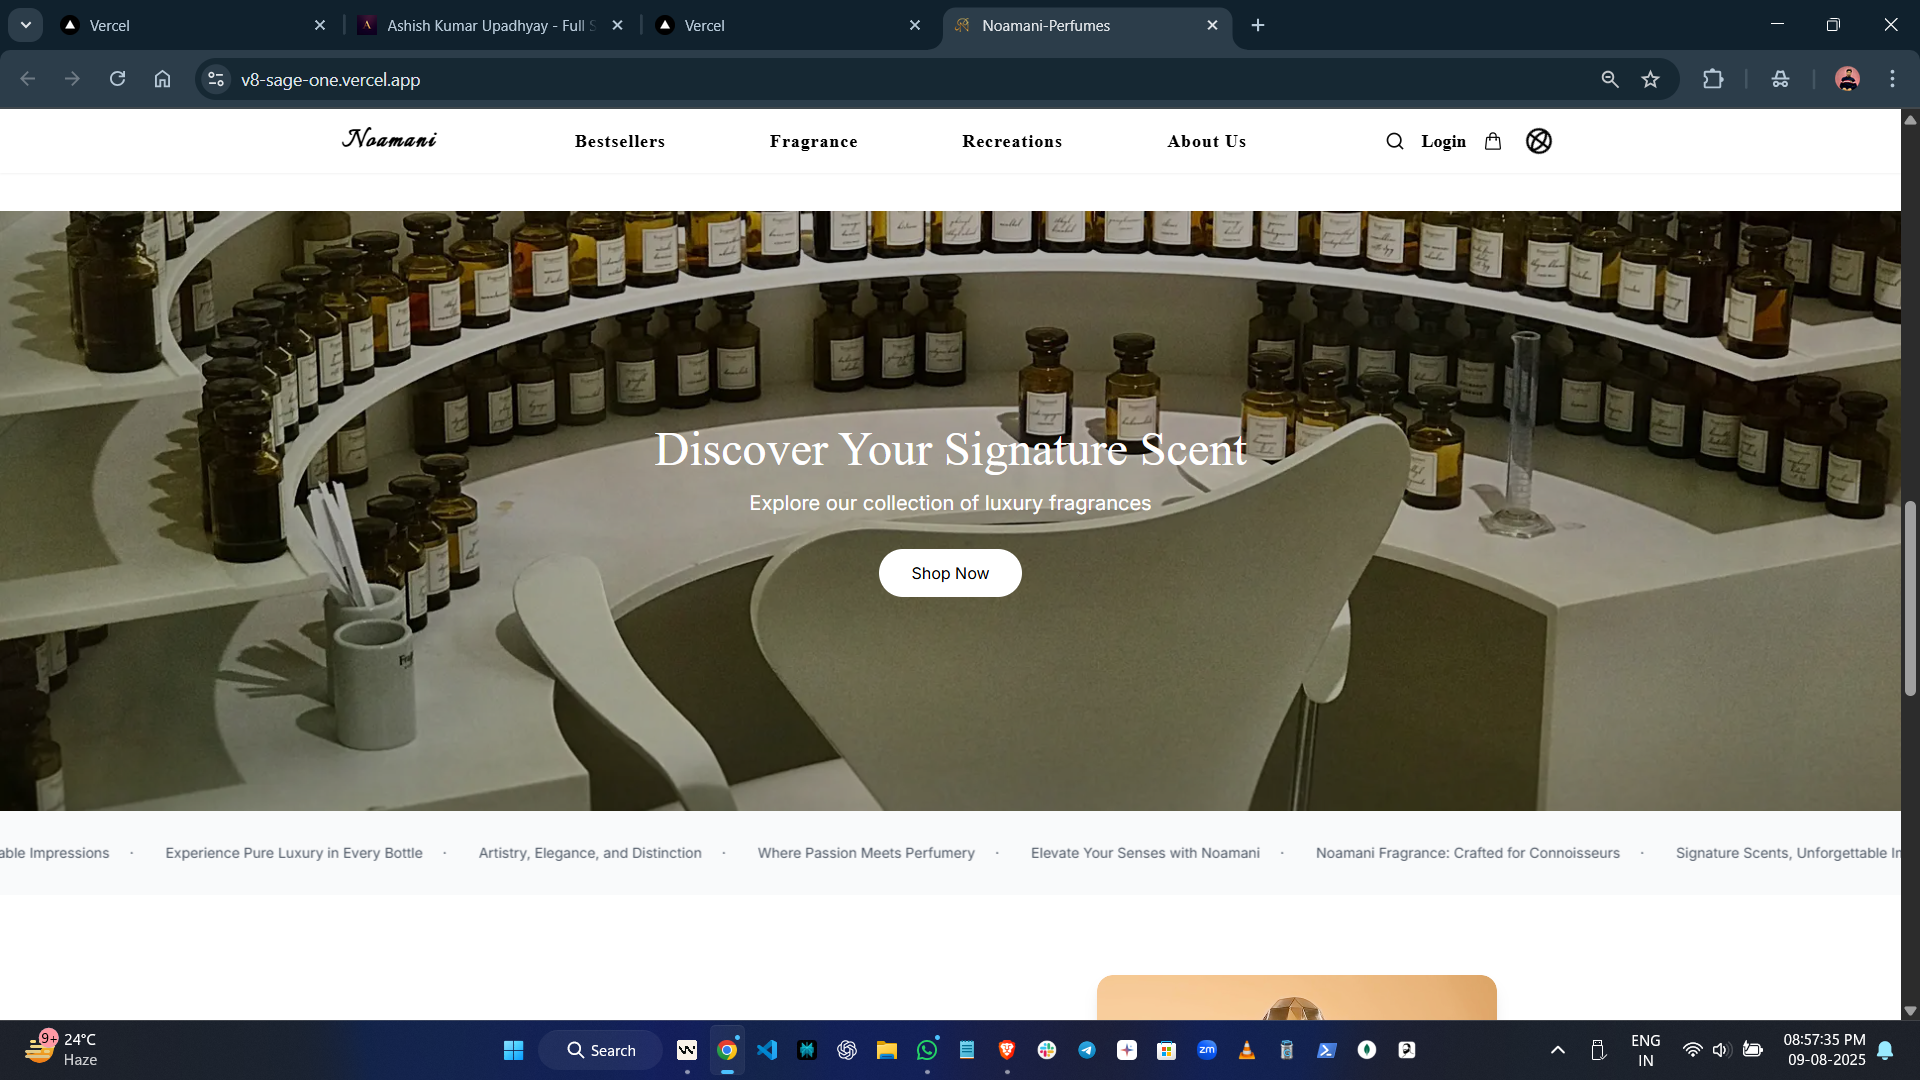 Vercel
Ashish Kumar Upadhyay - Full S
Vercel
Noamani-Perfumes
v8-sage-one.vercel.app
Noamani
Bestsellers
Fragrance
Recreations
About Us
Login
Discover Your Signature Scent
Explore our collection of luxury fragrances
Shop Now
able Impressions · Experience Pure Luxury in Every Bottle · Artistry, Elegance, and Distinction · Where Passion Meets Perfumery · Elevate Your Senses with Noamani · Noamani Fragrance: Crafted for Connoisseurs · Signature Scents, Unforgettable In
9+
24°C
Haze
Search
zm
ENG
IN
08:57:35 PM
09-08-2025